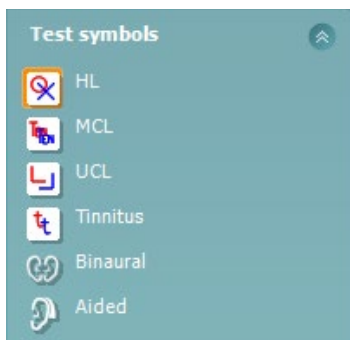 Test symbols
HL
MCL
UCL
Tinnitus
Binaural
Aided